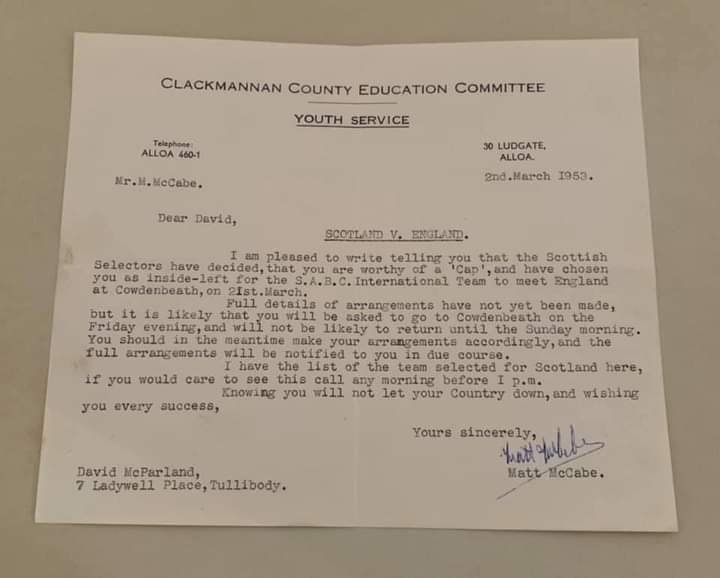 CLACKMANNAN COUNTY EDUCATION COMMITTEE
YOUTH SERVICE
Telephone:
ALLOA 460-1
30 LUDGATE,
ALLOA.
Mr.M.McCabe.
2nd.March I953.
Dear David,
SCOTLAND V. ENGLAND.
I am pleased to write telling you that the Scottish
Selectors have decided,that you are worthy of a 'Cap',and have chosen
you as inside-left for the S.A.B.C.International Team to meet England
at Cowdenbeath,on 2Ist.March.
Full details of arrangements have not yet been made,
but it is likely that you will be asked to go to Cowdenbeath on the
Friday evening,and will not be likely to return until the Sunday morning.
You should in the meantime make your arrangements accordingly,and the
full arrangements will be notified to you in due course.
I have the list of the team selected for Scotland here,
if you would care to see this call any morning before I p.m.
Knowing you will not let your Country down,and wishing
you every success,
Yours sincerely,
Matt McCabe
Matt McCabe.
David McParland,
7 Ladywell Place,Tullibody.